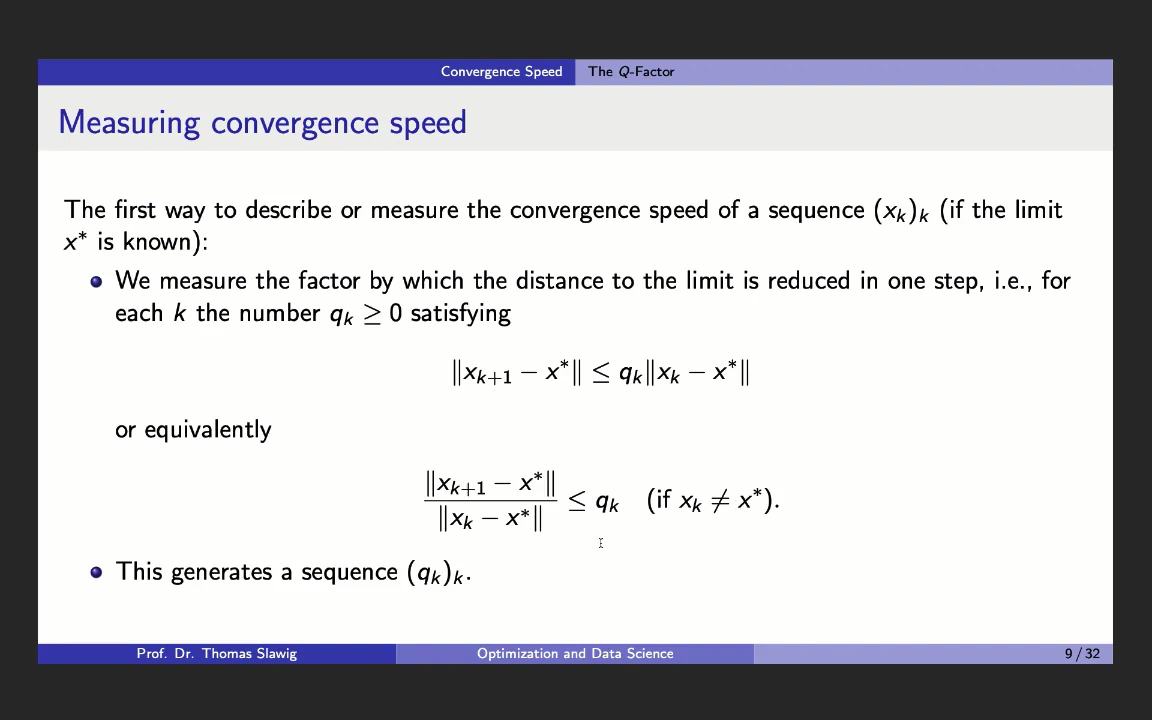 Convergence Speed The Q-Factor
Measuring convergence speed
The first way to describe or measure the convergence speed of a sequence (x_k)_k (if the limit
x* is known):
• We measure the factor by which the distance to the limit is reduced in one step, i.e., for
each k the number q_k ≥ 0 satisfying
‖x_{k+1} − x*‖ ≤ q_k‖x_k − x*‖
or equivalently
‖x_{k+1} − x*‖ / ‖x_k − x*‖ ≤ q_k (if x_k ≠ x*).
• This generates a sequence (q_k)_k.
Prof. Dr. Thomas Slawig Optimization and Data Science 9 / 32